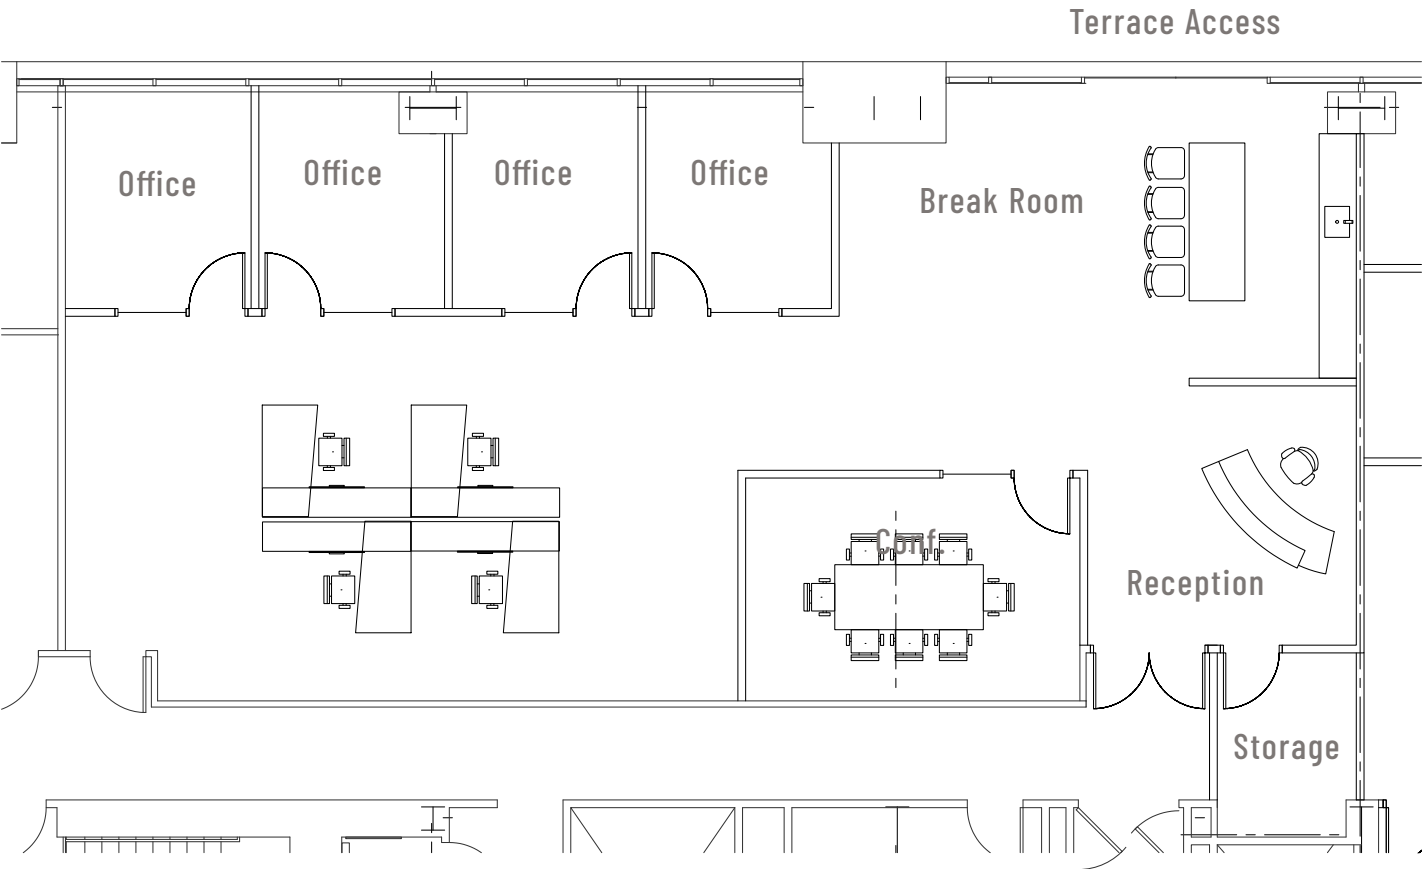 Terrace Access
Office
Office
Office
Office
Break Room
Conf.
Reception
Storage